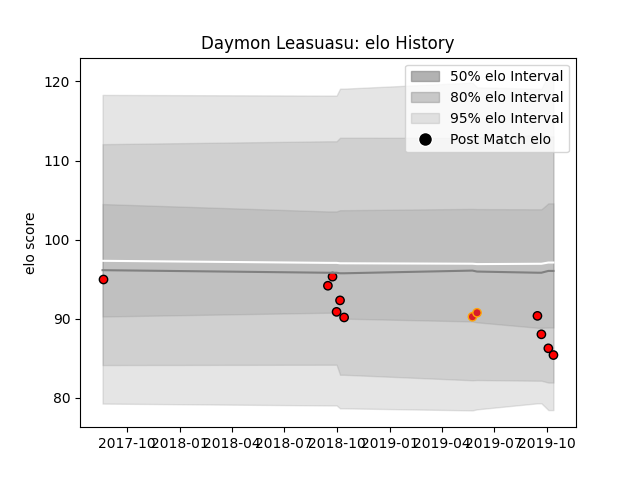 Daymon Leasuasu: elo History
120
110
100
90
80
elo score
50% elo Interval
80% elo Interval
95% elo Interval
Post Match elo
2017-10 2018-01 2018-04 2018-07 2018-10 2019-01 2019-04 2019-07 2019-10